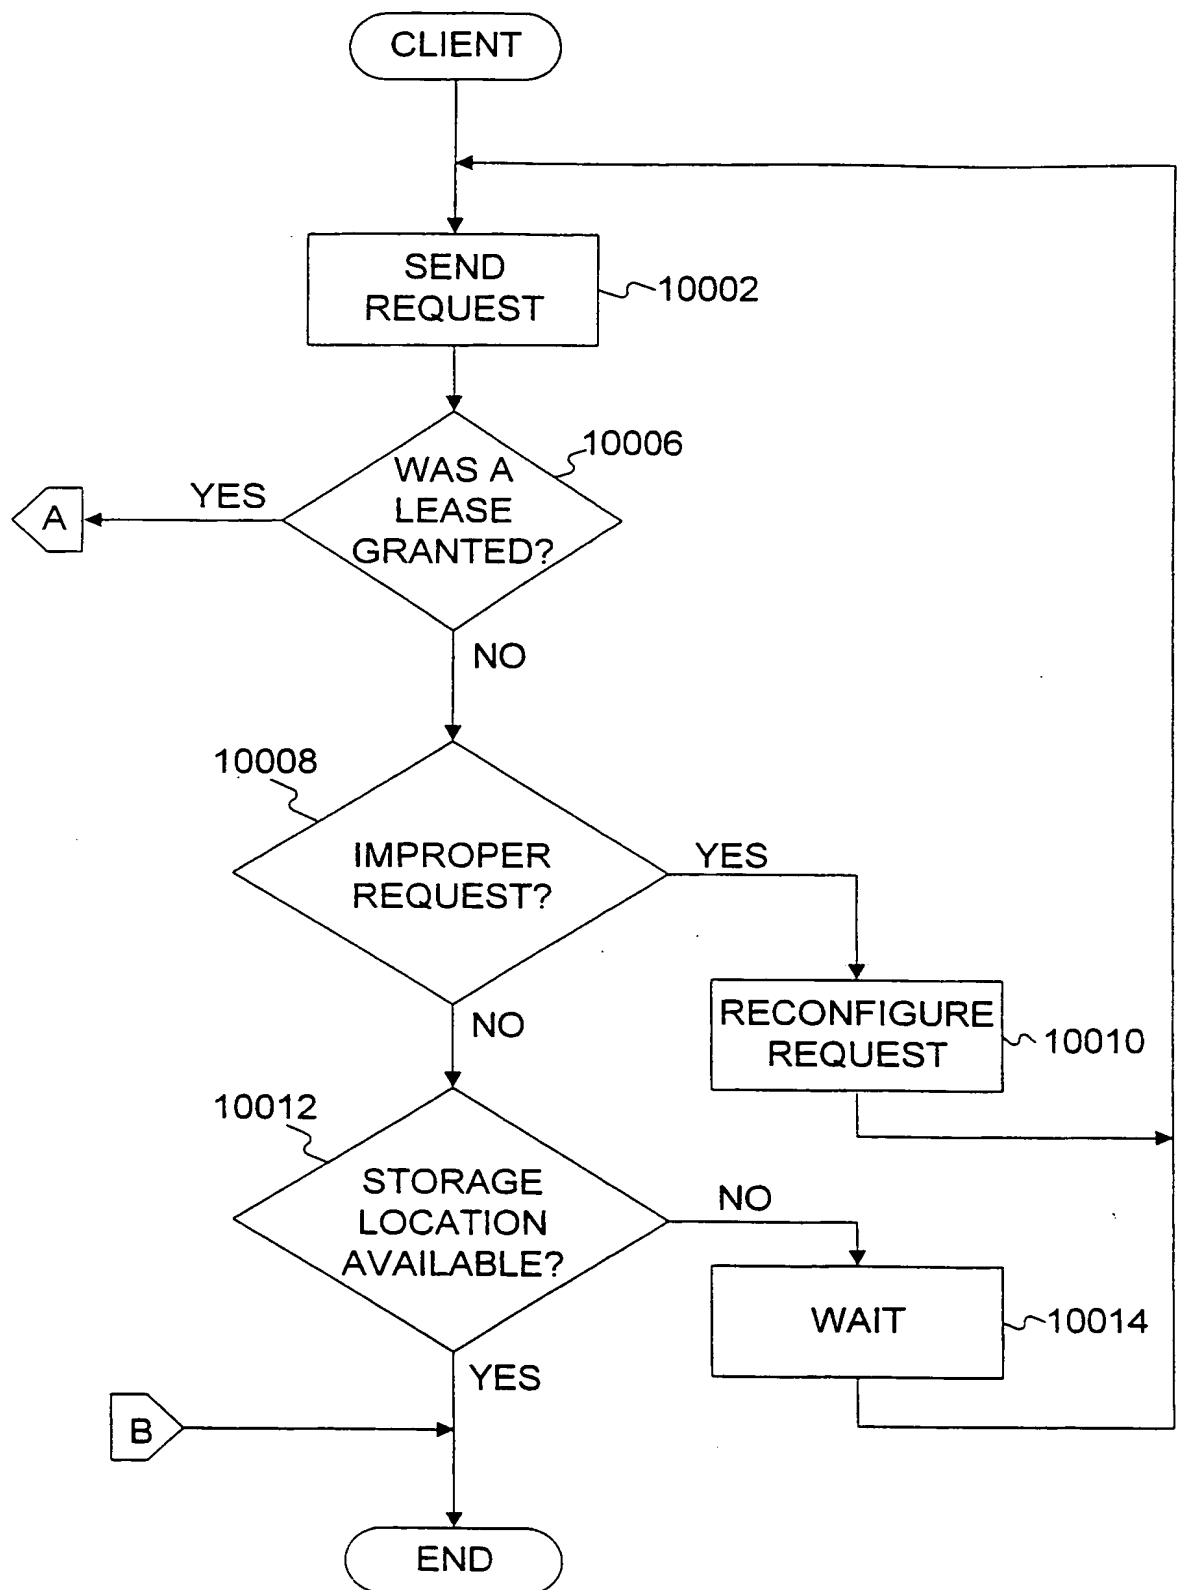 CLIENT
SEND
REQUEST
10002
10006
WAS A
LEASE
GRANTED?
YES
A
NO
10008
IMPROPER
REQUEST?
YES
NO
RECONFIGURE
REQUEST
10010
10012
STORAGE
LOCATION
AVAILABLE?
NO
WAIT
10014
YES
B
END